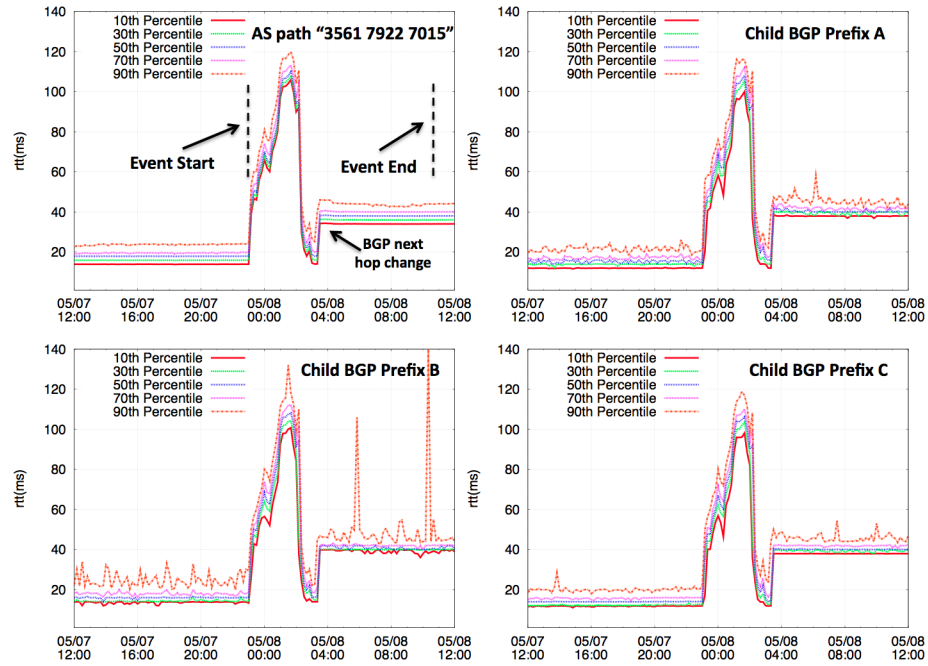 AS path “3561 7922 7015”
10th Percentile
30th Percentile
50th Percentile
70th Percentile
90th Percentile
140
120
100
80
60
40
20
rtt(ms)
Event Start
Event End
BGP next
hop change
05/07 05/07 05/07 05/08 05/08 05/08 05/08
12:00 16:00 20:00 00:00 04:00 08:00 12:00
Child BGP Prefix A
10th Percentile
30th Percentile
50th Percentile
70th Percentile
90th Percentile
140
120
100
80
60
40
20
rtt(ms)
05/07 05/07 05/07 05/08 05/08 05/08 05/08
12:00 16:00 20:00 00:00 04:00 08:00 12:00
Child BGP Prefix B
10th Percentile
30th Percentile
50th Percentile
70th Percentile
90th Percentile
140
120
100
80
60
40
20
rtt(ms)
05/07 05/07 05/07 05/08 05/08 05/08 05/08
12:00 16:00 20:00 00:00 04:00 08:00 12:00
Child BGP Prefix C
10th Percentile
30th Percentile
50th Percentile
70th Percentile
90th Percentile
140
120
100
80
60
40
20
rtt(ms)
05/07 05/07 05/07 05/08 05/08 05/08 05/08
12:00 16:00 20:00 00:00 04:00 08:00 12:00